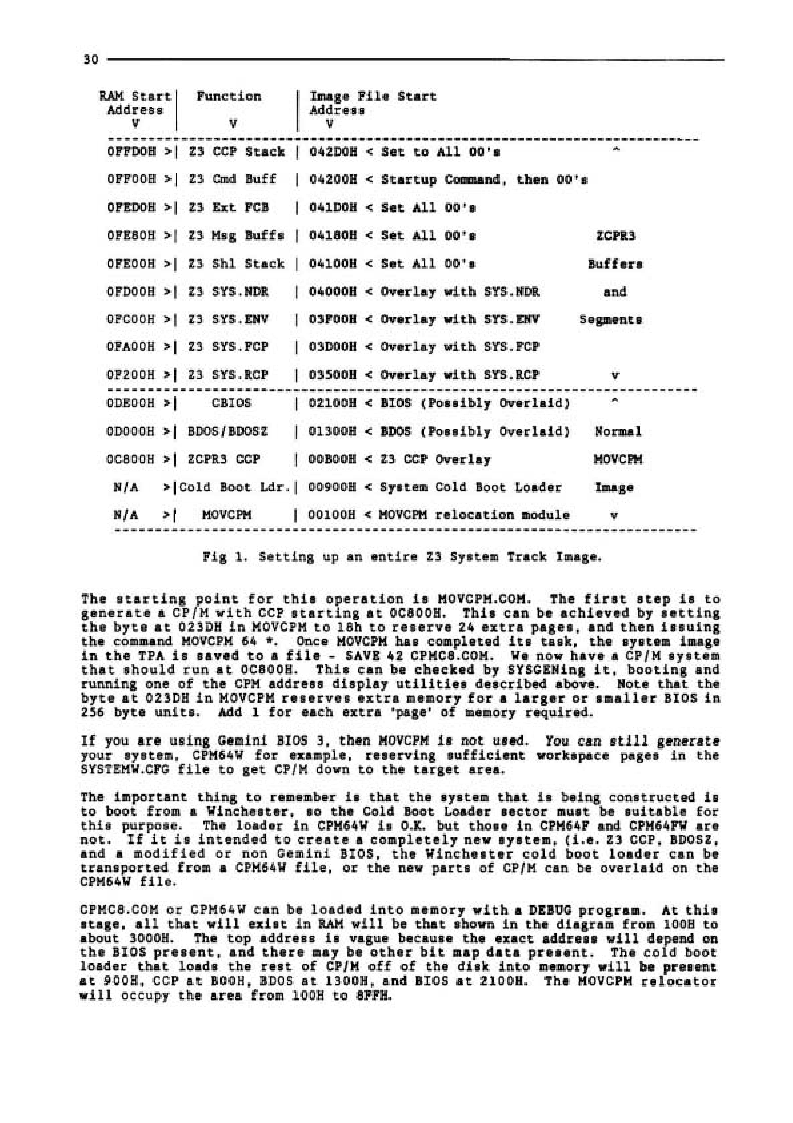 30
RAM Start| Function | Image File Start
Address | | Address
V | V | V
0FFD0H >| Z3 CCP Stack | 042D0H < Set to All 00's ^
0FF00H >| Z3 Cmd Buff | 04200H < Startup Command, then 00's
0FED0H >| Z3 Ext FCB | 041D0H < Set All 00's
0FE80H >| Z3 Msg Buffs | 04180H < Set All 00's ZCPR3
0FE00H >| Z3 Shl Stack | 04100H < Set All 00's Buffers
0FD00H >| Z3 SYS.NDR | 04000H < Overlay with SYS.NDR and
0FC00H >| Z3 SYS.ENV | 03F00H < Overlay with SYS.ENV Segments
0FA00H >| Z3 SYS.FCP | 03D00H < Overlay with SYS.FCP
0F200H >| Z3 SYS.RCP | 03500H < Overlay with SYS.RCP v
0DE00H >| CBIOS | 02100H < BIOS (Possibly Overlaid) ^
0D000H >| BDOS/BDOSZ | 01300H < BDOS (Possibly Overlaid) Normal
0C800H >| ZCPR3 CCP | 00B00H < Z3 CCP Overlay MOVCPM
N/A >|Cold Boot Ldr.| 00900H < System Cold Boot Loader Image
N/A >| MOVCPM | 00100H < MOVCPM relocation module v
Fig 1. Setting up an entire Z3 System Track Image.
The starting point for this operation is MOVCPM.COM. The first step is to
generate a CP/M with CCP starting at 0C800H. This can be achieved by setting
the byte at 023DH in MOVCPM to 18h to reserve 24 extra pages, and then issuing
the command MOVCPM 64 *. Once MOVCPM has completed its task, the system image
in the TPA is saved to a file - SAVE 42 CPMC8.COM. We now have a CP/M system
that should run at 0C800H. This can be checked by SYSGENing it, booting and
running one of the CPM address display utilities described above. Note that the
byte at 023DH in MOVCPM reserves extra memory for a larger or smaller BIOS in
256 byte units. Add 1 for each extra 'page' of memory required.
If you are using Gemini BIOS 3, then MOVCPM is not used. You can still generate
your system, CPM64W for example, reserving sufficient workspace pages in the
SYSTEMW.CFG file to get CP/M down to the target area.
The important thing to remember is that the system that is being constructed is
to boot from a Winchester, so the Cold Boot Loader sector must be suitable for
this purpose. The loader in CPM64W is O.K. but those in CPM64F and CPM64FW are
not. If it is intended to create a completely new system, (i.e. Z3 CCP, BDOSZ,
and a modified or non Gemini BIOS, the Winchester cold boot loader can be
transported from a CPM64W file, or the new parts of CP/M can be overlaid on the
CPM64W file.
CPMC8.COM or CPM64W can be loaded into memory with a DEBUG program. At this
stage, all that will exist in RAM will be that shown in the diagram from 100H to
about 3000H. The top address is vague because the exact address will depend on
the BIOS present, and there may be other bit map data present. The cold boot
loader that loads the rest of CP/M off of the disk into memory will be present
at 900H, CCP at B00H, BDOS at 1300H, and BIOS at 2100H. The MOVCPM relocator
will occupy the area from 100H to 8FFH.